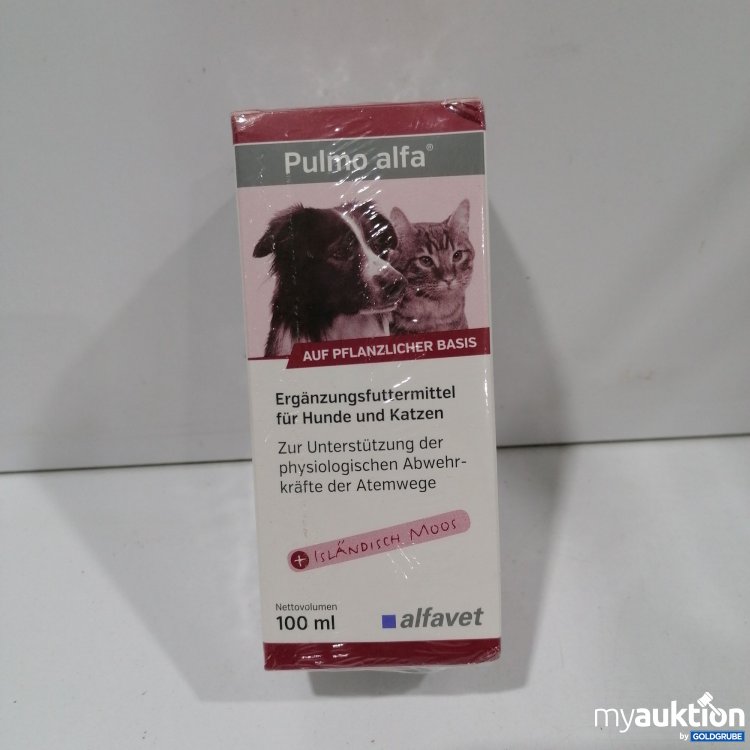 Pulmo alfa®
AUF PFLANZLICHER BASIS
Ergänzungsfuttermittel
für Hunde und Katzen
Zur Unterstützung der
physiologischen Abwehr-
kräfte der Atemwege
+ ISLÄNDISCH MOOS
Nettovolumen
100 ml
alfavet
myauktion
by GOLDGRUBE